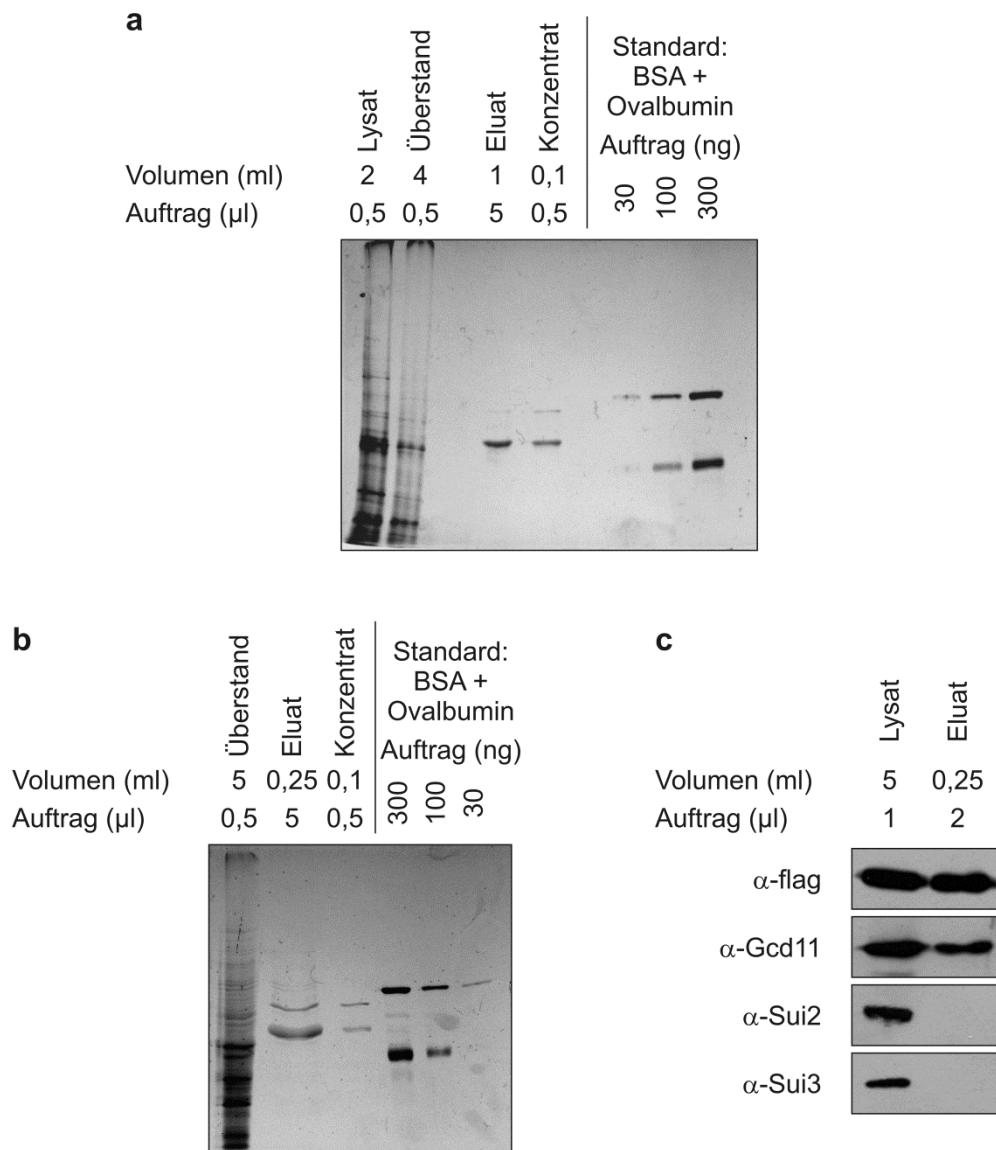 a
Lysat
Überstand
Eluat
Konzentrat
Standard:
BSA +
Ovalbumin
Auftrag (ng)
Volumen (ml) 2 4 1 0,1
Auftrag (µl) 0,5 0,5 5 0,5
30 100 300
b
Überstand
Eluat
Konzentrat
Standard:
BSA +
Ovalbumin
Auftrag (ng)
Volumen (ml) 5 0,25 0,1
Auftrag (µl) 0,5 5 0,5
300 100 30
c
Lysat
Eluat
Volumen (ml) 5 0,25
Auftrag (µl) 1 2
α-flag
α-Gcd11
α-Sui2
α-Sui3